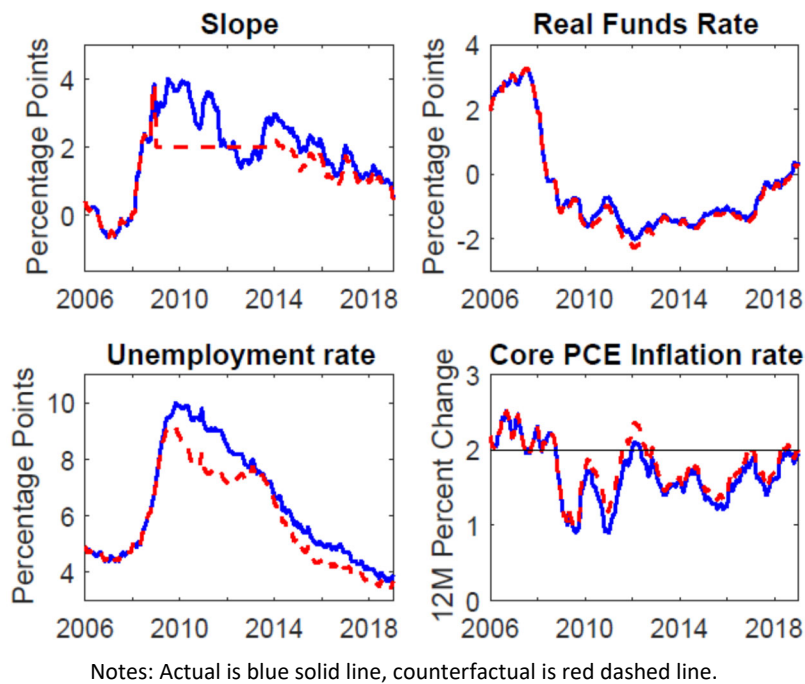 Slope
Percentage Points
4
2
0
2006 2010 2014 2018
Real Funds Rate
Percentage Points
4
2
0
-2
2006 2010 2014 2018
Unemployment rate
Percentage Points
10
8
6
4
2006 2010 2014 2018
Core PCE Inflation rate
12M Percent Change
3
2
1
0
2006 2010 2014 2018
Notes: Actual is blue solid line, counterfactual is red dashed line.